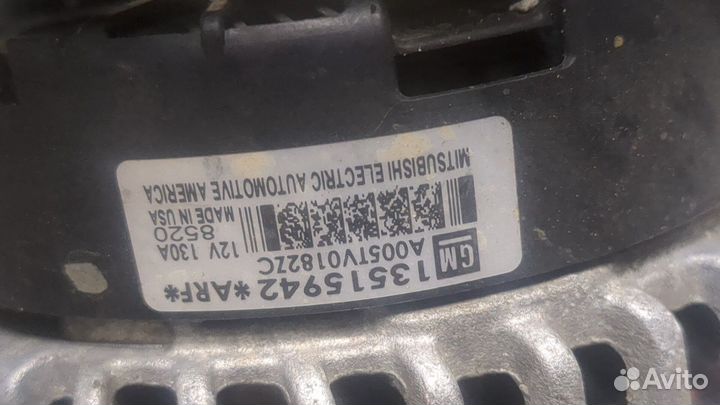 GM 13515942 *ARF*
A005TV0182ZC
12V 130A
8520
MADE IN USA
MITSUBISHI ELECTRIC AUTOMOTIVE AMERICA
Avito